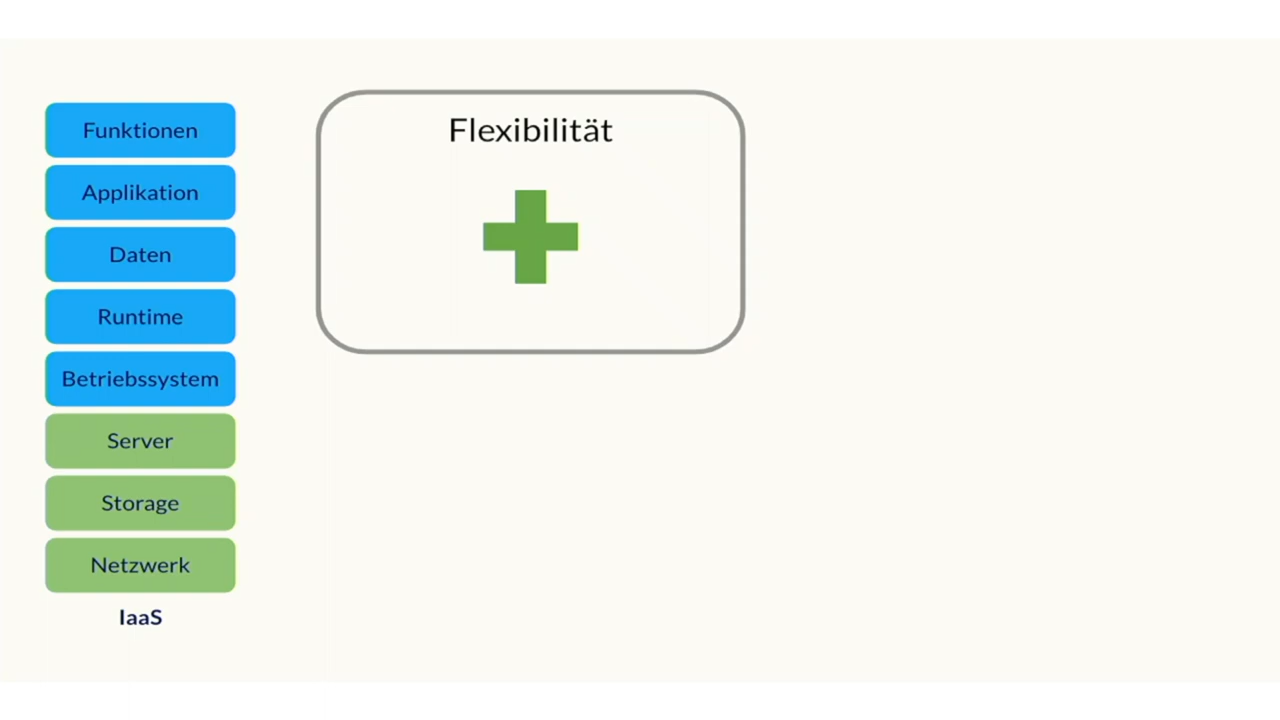 Funktionen
Applikation
Daten
Runtime
Betriebssystem
Server
Storage
Netzwerk
IaaS
Flexibilität